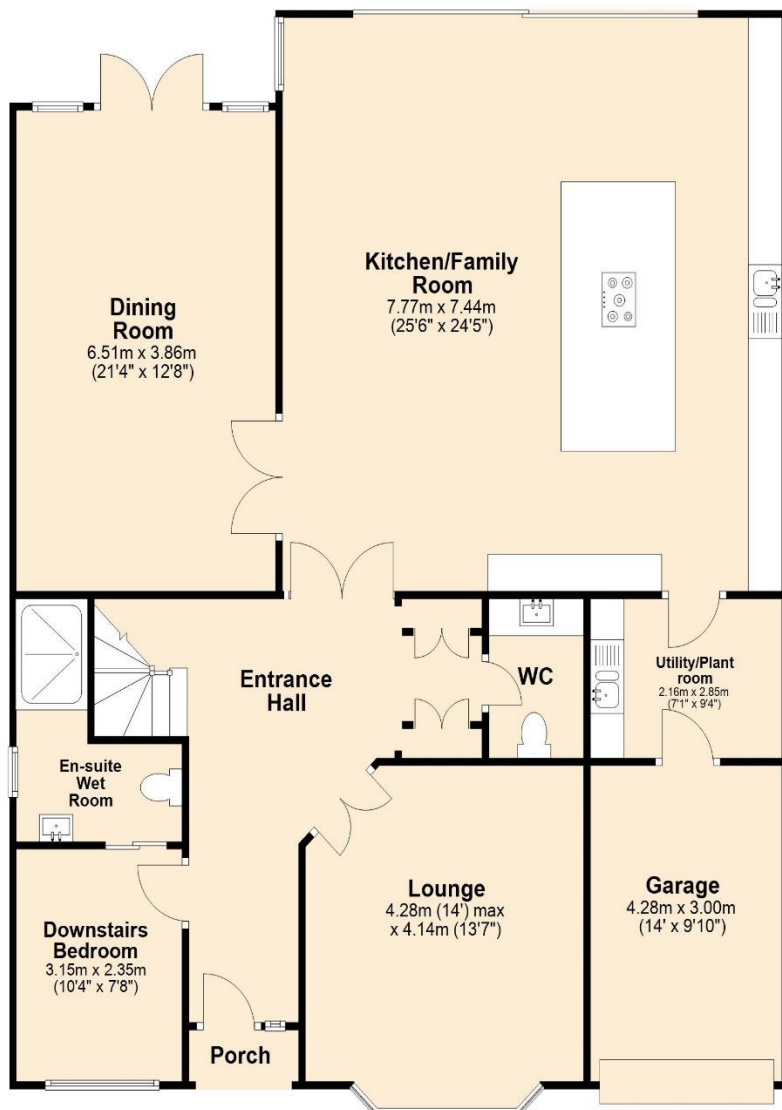 Kitchen/Family
Room
7.77m x 7.44m
(25'6" x 24'5")
Dining
Room
6.51m x 3.86m
(21'4" x 12'8")
Entrance
Hall
WC
Utility/Plant
room
2.16m x 2.85m
(7'1" x 9'4")
En-suite
Wet
Room
Lounge
4.28m (14') max
x 4.14m (13'7")
Garage
4.28m x 3.00m
(14' x 9'10")
Downstairs
Bedroom
3.15m x 2.35m
(10'4" x 7'8")
Porch